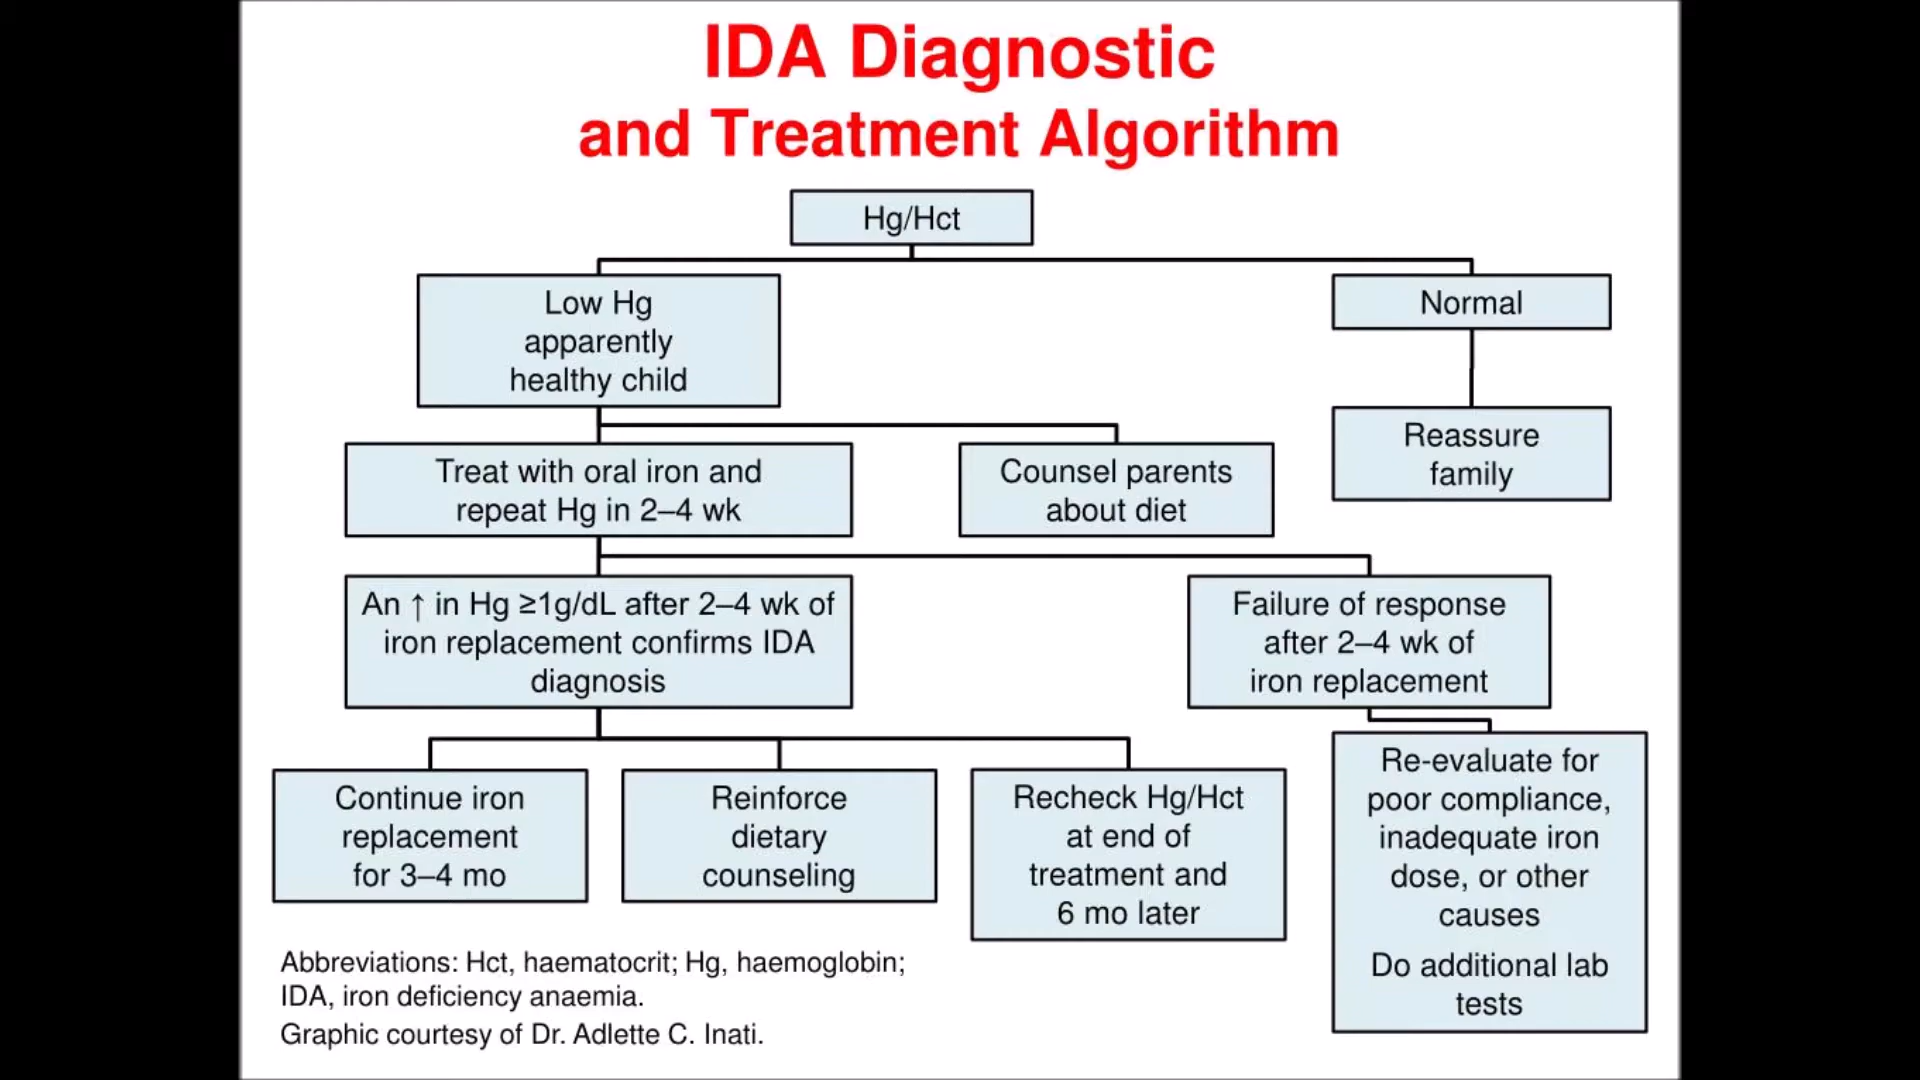 IDA Diagnostic
and Treatment Algorithm
Hg/Hct
Low Hg
apparently
healthy child
Normal
Reassure
family
Treat with oral iron and
repeat Hg in 2–4 wk
Counsel parents
about diet
An ↑ in Hg ≥1g/dL after 2–4 wk of
iron replacement confirms IDA
diagnosis
Failure of response
after 2–4 wk of
iron replacement
Continue iron
replacement
for 3–4 mo
Reinforce
dietary
counseling
Recheck Hg/Hct
at end of
treatment and
6 mo later
Re-evaluate for
poor compliance,
inadequate iron
dose, or other
causes
Do additional lab
tests
Abbreviations: Hct, haematocrit; Hg, haemoglobin;
IDA, iron deficiency anaemia.
Graphic courtesy of Dr. Adlette C. Inati.